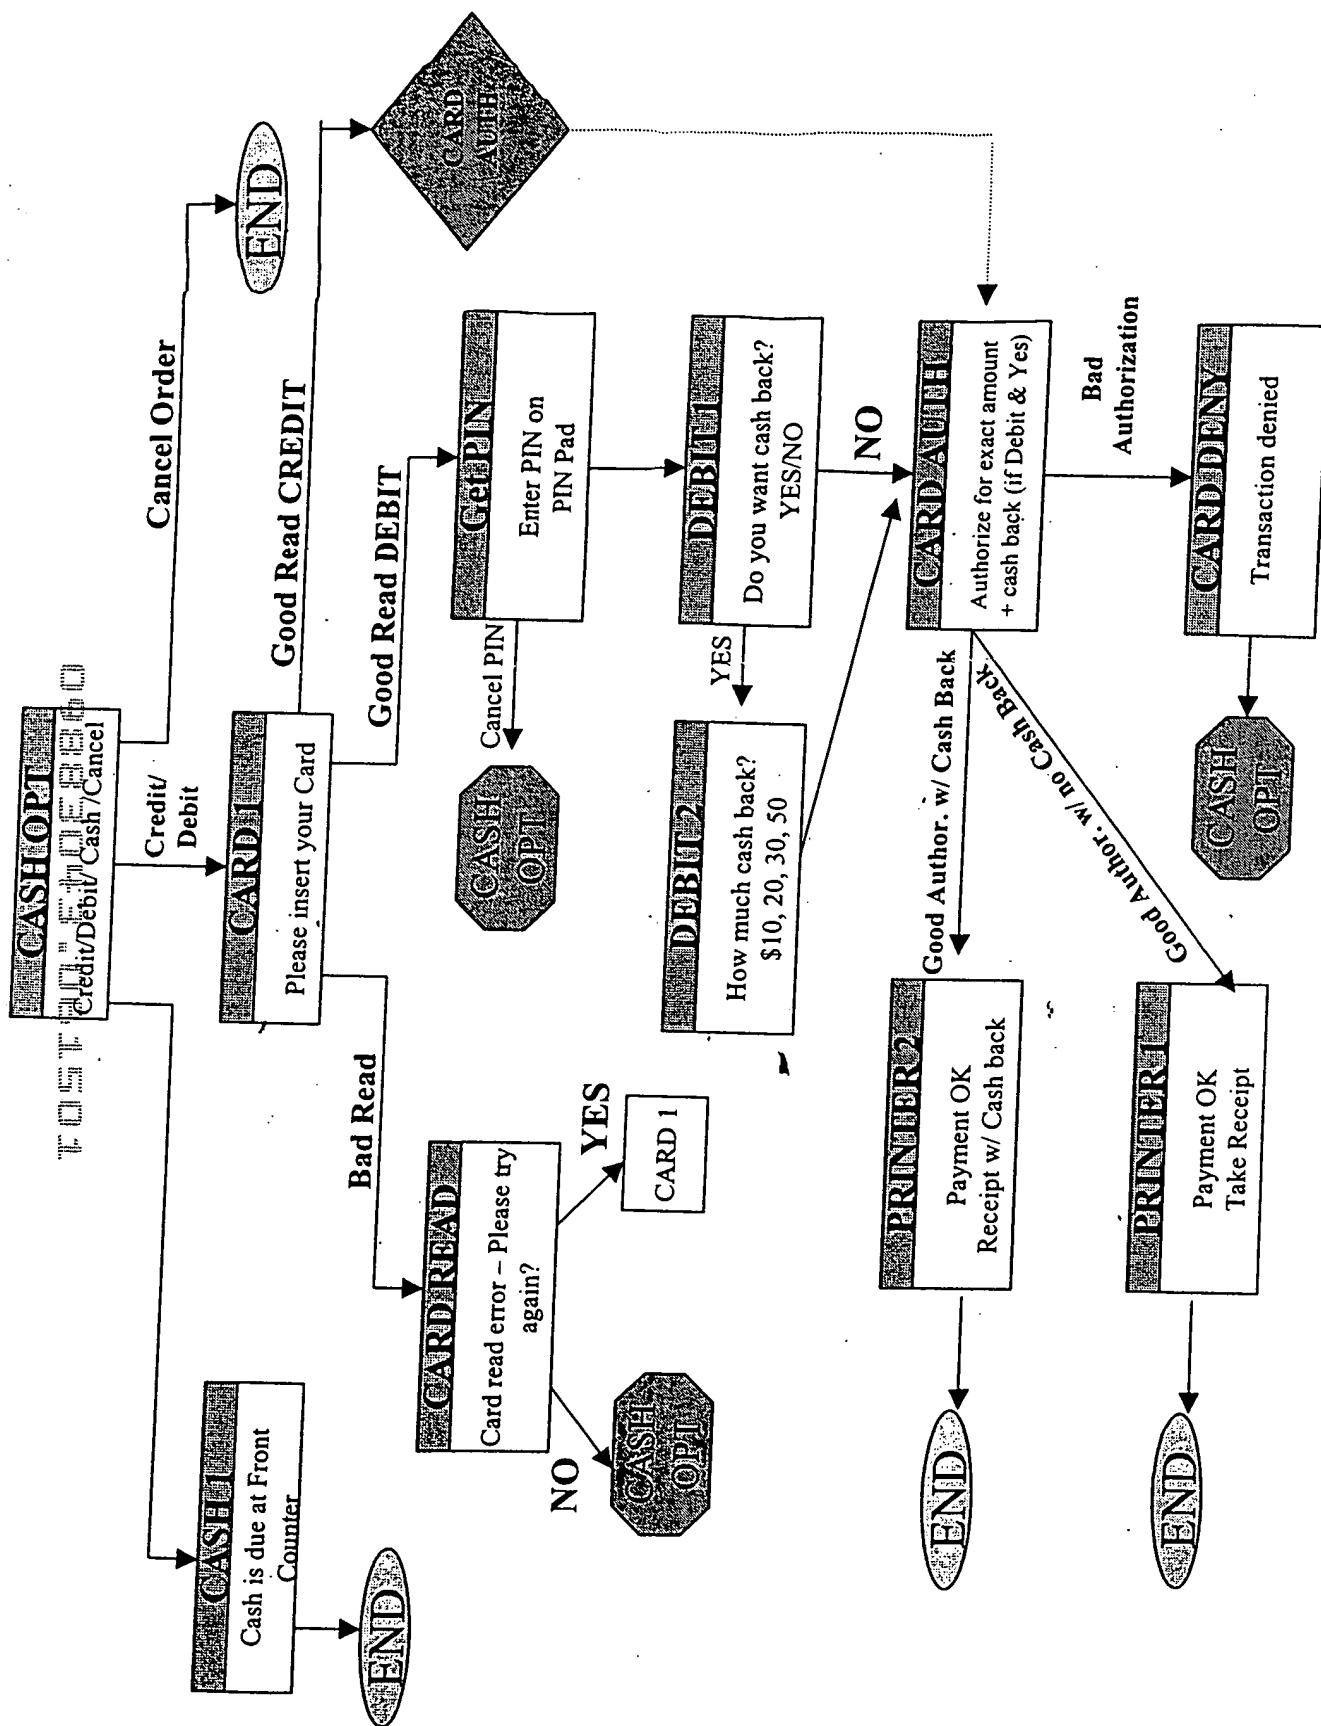 CASH OPT
Credit/Debit/ Cash /Cancel
Cancel Order
END
Credit/
Debit
CASH 1
Cash is due at Front
Counter
END
CARD 1
Please insert your Card
Good Read CREDIT
CARD
AUTH
Bad Read
Good Read DEBIT
CARD READ
Card read error – Please try
again?
NO
YES
CASH
OPT
CARD 1
Get PIN
Enter PIN on
PIN Pad
Cancel PIN
CASH
OPT
DEBIT 1
Do you want cash back?
YES/NO
YES
NO
DEBIT 2
How much cash back?
$10, 20, 30, 50
CARD AUTH
Authorize for exact amount
+ cash back (if Debit & Yes)
Good Author. w/ Cash Back
Good Author. w/ no Cash Back
Bad
Authorization
PRINTER 2
Payment OK
Receipt w/ Cash back
END
PRINTER 1
Payment OK
Take Receipt
END
CARD DENY
Transaction denied
CASH
OPT